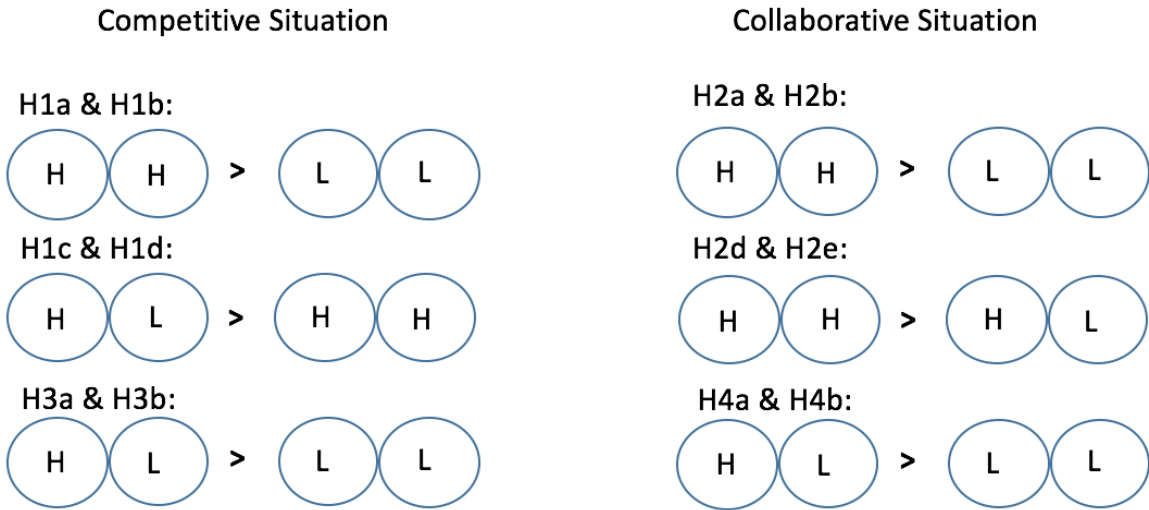 Competitive Situation
H1a & H1b:
H H > L L
H1c & H1d:
H L > H H
H3a & H3b:
H L > L L
Collaborative Situation
H2a & H2b:
H H > L L
H2d & H2e:
H H > H L
H4a & H4b:
H L > L L